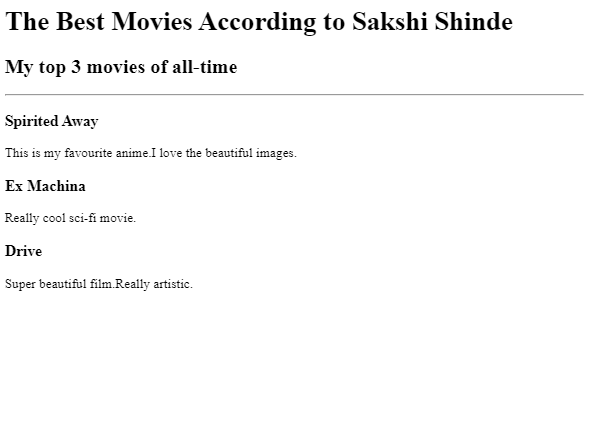 The Best Movies According to Sakshi Shinde
My top 3 movies of all-time
Spirited Away
This is my favourite anime.I love the beautiful images.
Ex Machina
Really cool sci-fi movie.
Drive
Super beautiful film.Really artistic.